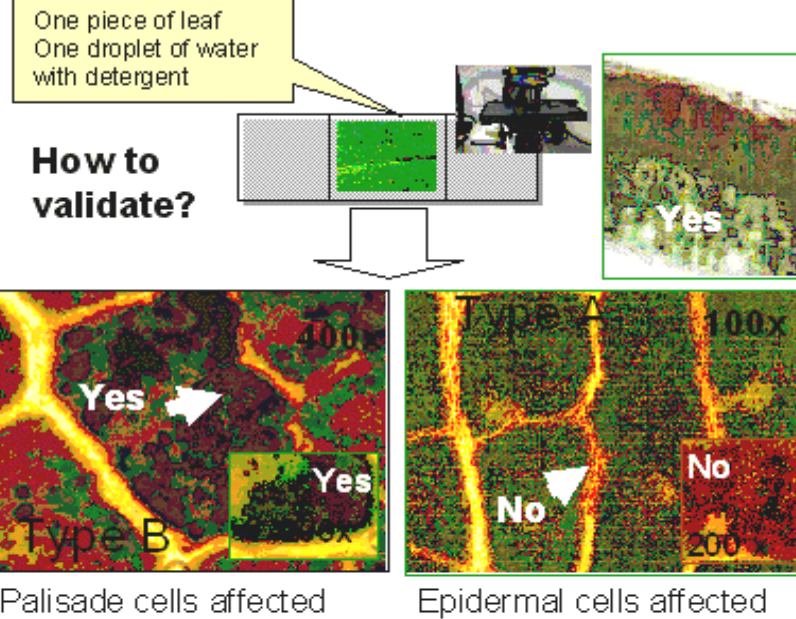 One piece of leaf
One droplet of water
with detergent
How to
validate?
Yes
400x
Yes
Yes
Type B
Type A
100x
No
No
200 x
Palisade cells affected
Epidermal cells affected